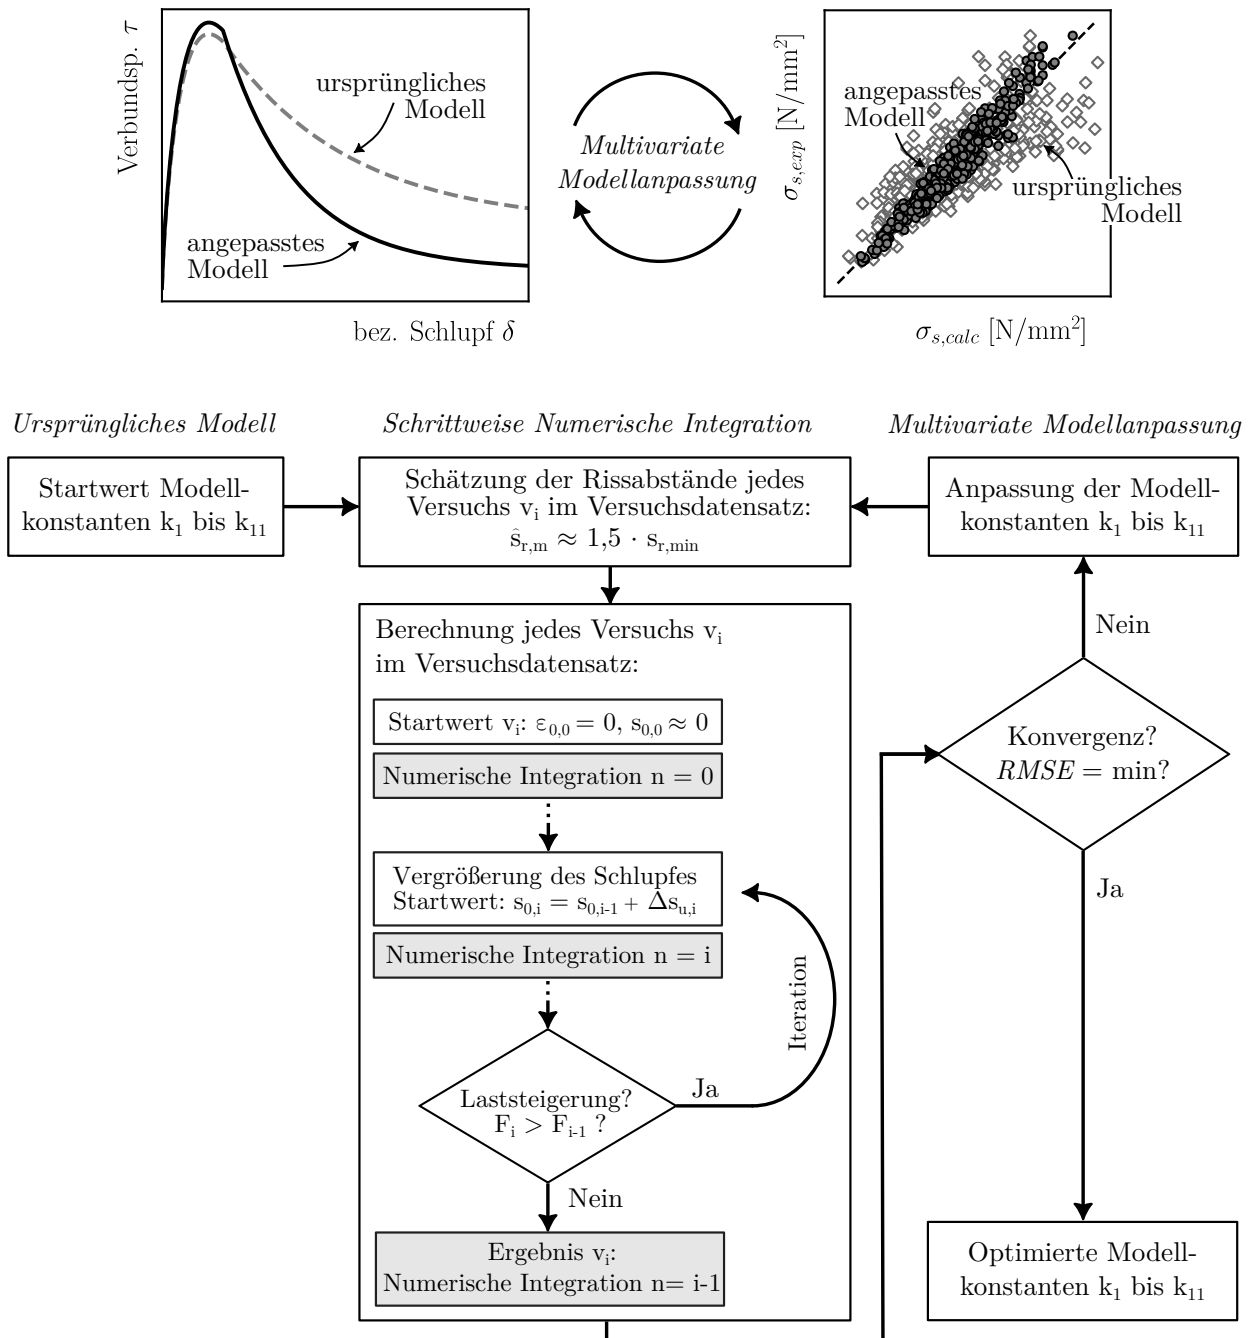 Verbundsp. τ
ursprüngliches
Modell
angepasstes
Modell
bez. Schlupf δ
Multivariate
Modellanpassung
σs,exp [N/mm²]
angepasstes
Modell
ursprüngliches
Modell
σs,calc [N/mm²]
Ursprüngliches Modell
Schrittweise Numerische Integration
Multivariate Modellanpassung
Startwert Modell-
konstanten k₁ bis k₁₁
Schätzung der Rissabstände jedes
Versuchs vᵢ im Versuchsdatensatz:
ŝr,m ≈ 1,5 · sr,min
Anpassung der Modell-
konstanten k₁ bis k₁₁
Berechnung jedes Versuchs vᵢ
im Versuchsdatensatz:
Startwert vᵢ: ε0,0 = 0, s0,0 ≈ 0
Numerische Integration n = 0
Vergrößerung des Schlupfes
Startwert: s0,i = s0,i-1 + Δsu,i
Numerische Integration n = i
Iteration
Laststeigerung?
Fi > Fi-1 ?
Ja
Nein
Ergebnis vᵢ:
Numerische Integration n= i-1
Nein
Konvergenz?
RMSE = min?
Ja
Optimierte Modell-
konstanten k₁ bis k₁₁